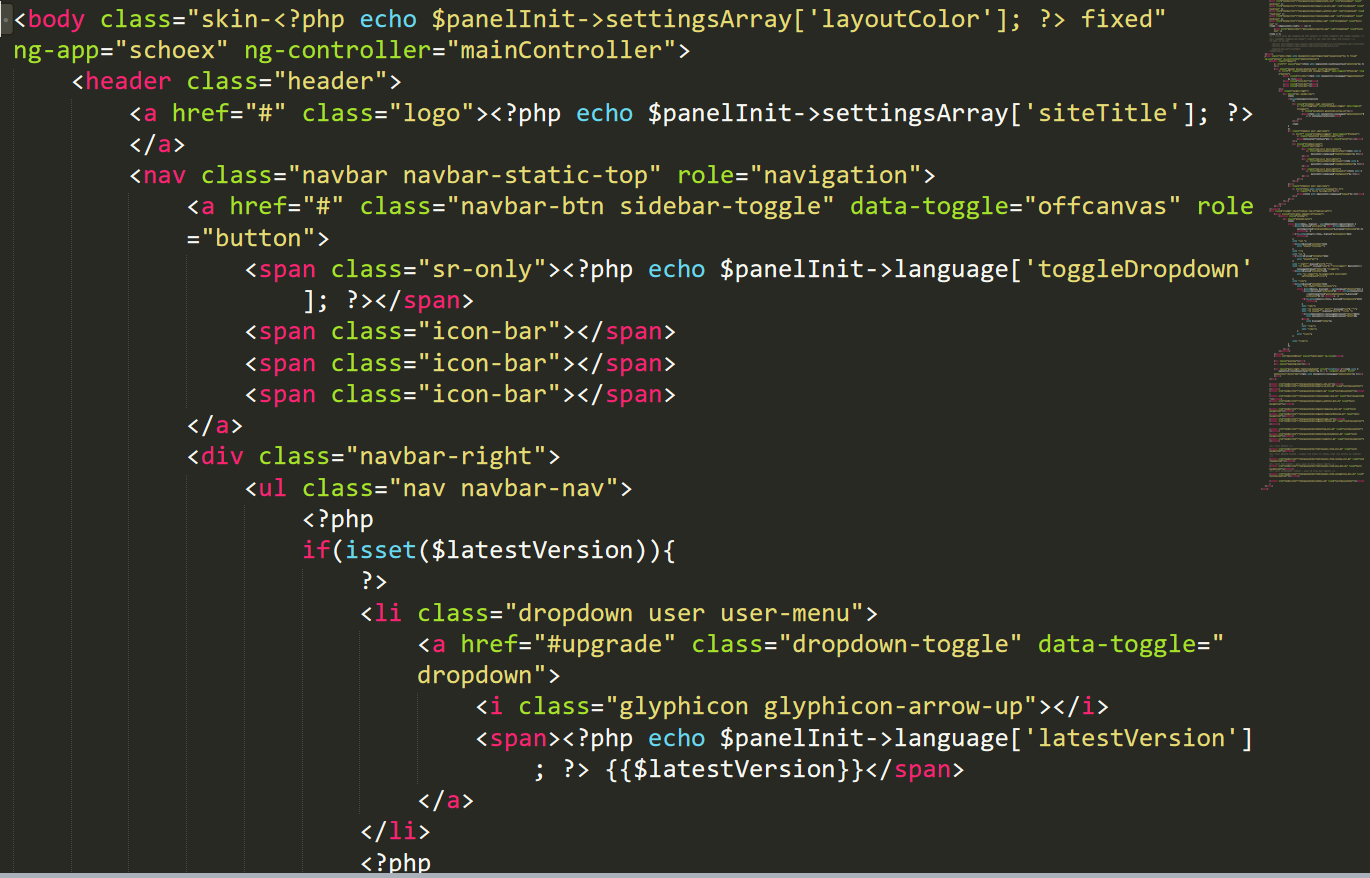 <body class="skin-<?php echo $panelInit->settingsArray['layoutColor']; ?> fixed"
ng-app="schoex" ng-controller="mainController">
<header class="header">
<a href="#" class="logo"><?php echo $panelInit->settingsArray['siteTitle']; ?>
</a>
<nav class="navbar navbar-static-top" role="navigation">
<a href="#" class="navbar-btn sidebar-toggle" data-toggle="offcanvas" role
="button">
<span class="sr-only"><?php echo $panelInit->language['toggleDropdown'
]; ?></span>
<span class="icon-bar"></span>
<span class="icon-bar"></span>
<span class="icon-bar"></span>
</a>
<div class="navbar-right">
<ul class="nav navbar-nav">
<?php
if(isset($latestVersion)){
?>
<li class="dropdown user user-menu">
<a href="#upgrade" class="dropdown-toggle" data-toggle="
dropdown">
<i class="glyphicon glyphicon-arrow-up"></i>
<span><?php echo $panelInit->language['latestVersion']
; ?> {{$latestVersion}}</span>
</a>
</li>
<?php